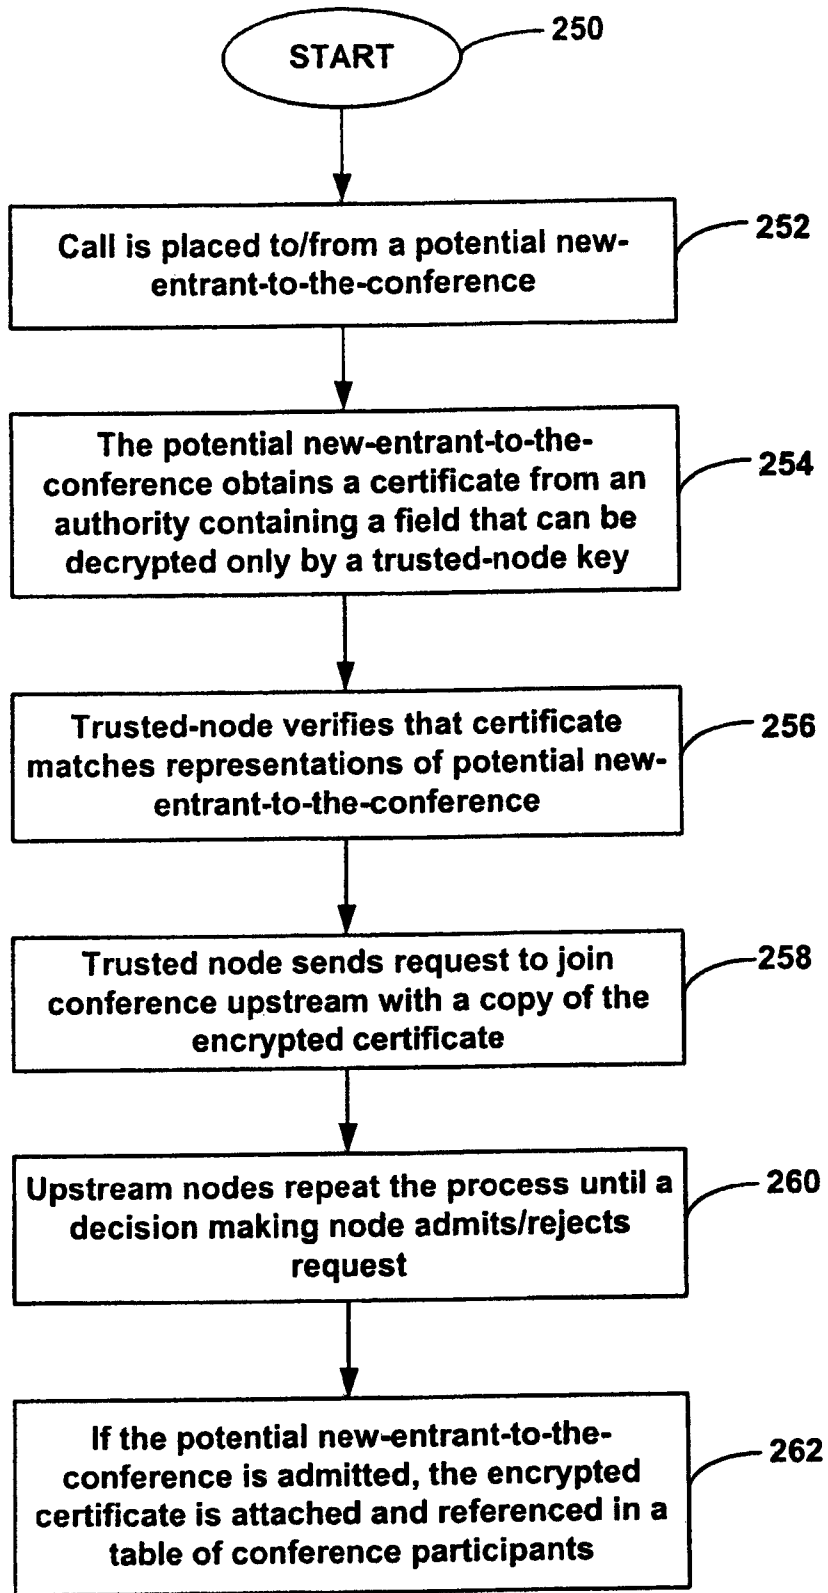 START
250
Call is placed to/from a potential new-
entrant-to-the-conference
252
The potential new-entrant-to-the-
conference obtains a certificate from an
authority containing a field that can be
decrypted only by a trusted-node key
254
Trusted-node verifies that certificate
matches representations of potential new-
entrant-to-the-conference
256
Trusted node sends request to join
conference upstream with a copy of the
encrypted certificate
258
Upstream nodes repeat the process until a
decision making node admits/rejects
request
260
If the potential new-entrant-to-the-
conference is admitted, the encrypted
certificate is attached and referenced in a
table of conference participants
262